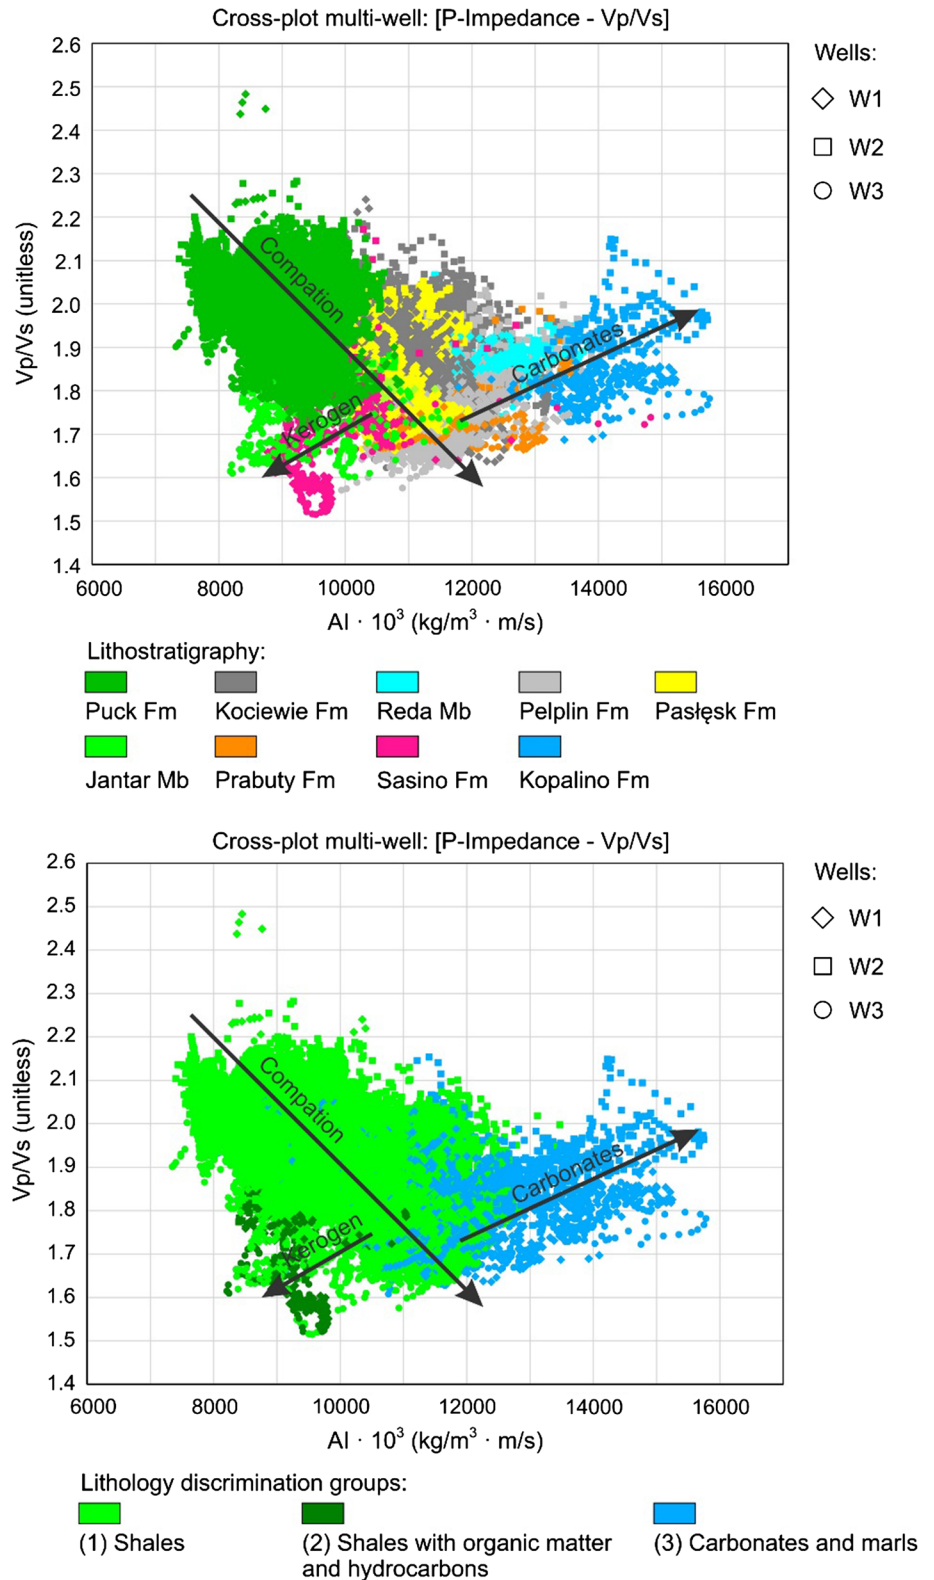 Cross-plot multi-well: [P-Impedance - Vp/Vs]
2.6
2.5
2.4
2.3
2.2
2.1
2.0
1.9
1.8
1.7
1.6
1.5
1.4
Vp/Vs (unitless)
Compation
Kerogen
Carbonates
6000 8000 10000 12000 14000 16000
AI · 10³ (kg/m³ · m/s)
Wells:
W1
W2
W3
Lithostratigraphy:
Puck Fm Kociewie Fm Reda Mb Pelplin Fm Pasłęsk Fm
Jantar Mb Prabuty Fm Sasino Fm Kopalino Fm
Cross-plot multi-well: [P-Impedance - Vp/Vs]
2.6
2.5
2.4
2.3
2.2
2.1
2.0
1.9
1.8
1.7
1.6
1.5
1.4
Vp/Vs (unitless)
Compation
Kerogen
Carbonates
6000 8000 10000 12000 14000 16000
AI · 10³ (kg/m³ · m/s)
Wells:
W1
W2
W3
Lithology discrimination groups:
(1) Shales (2) Shales with organic matter (3) Carbonates and marls
and hydrocarbons